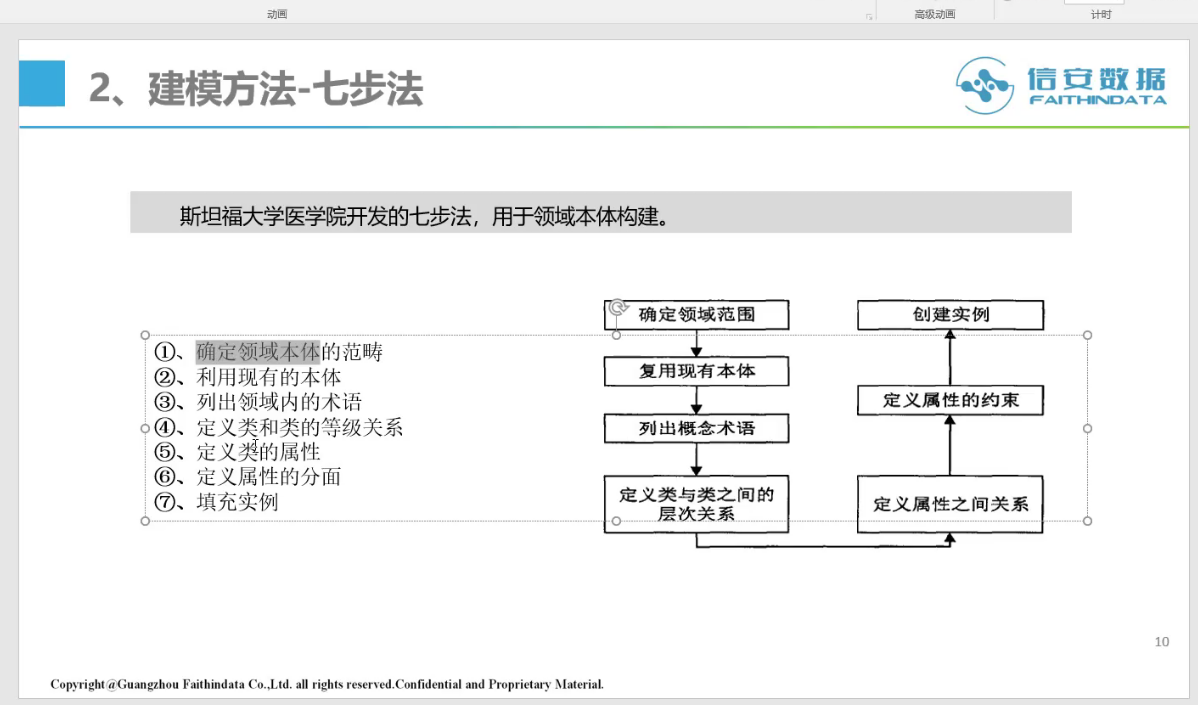 动画
高级动画
计时
2、建模方法-七步法
信安数据
FAITHINDATA
斯坦福大学医学院开发的七步法，用于领域本体构建。
①、确定领域本体的范畴
②、利用现有的本体
③、列出领域内的术语
④、定义类和类的等级关系
⑤、定义类的属性
⑥、定义属性的分面
⑦、填充实例
确定领域范围
复用现有本体
列出概念术语
定义类与类之间的
层次关系
定义属性之间关系
定义属性的约束
创建实例
10
Copyright@Guangzhou Faithindata Co.,Ltd. all rights reserved.Confidential and Proprietary Material.